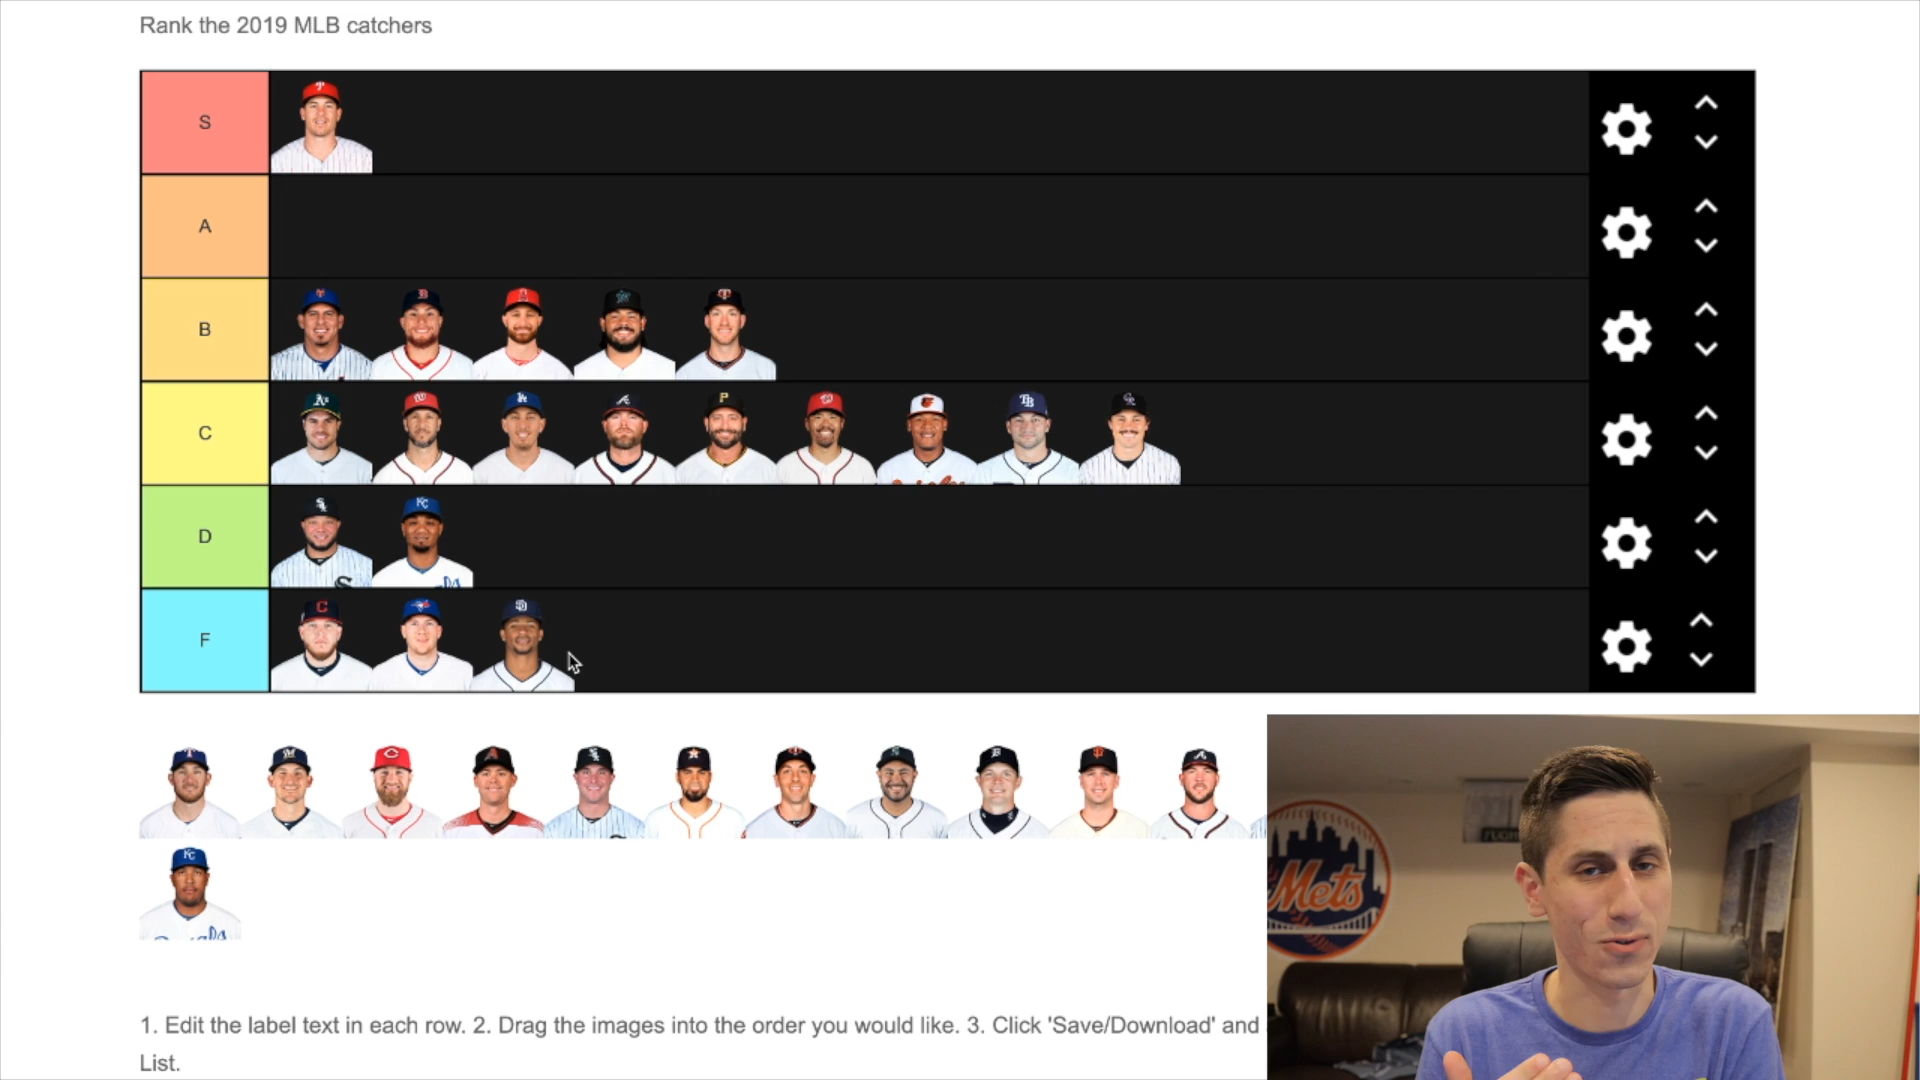 Rank the 2019 MLB catchers
S
A
B
C
D
F
1. Edit the label text in each row. 2. Drag the images into the order you would like. 3. Click 'Save/Download' and
List.
Mets